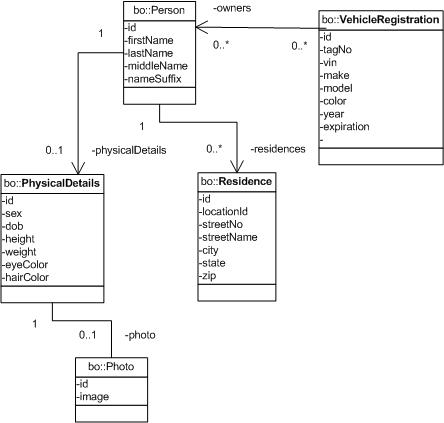 bo::Person
-id
-firstName
-lastName
-middleName
-nameSuffix
-owners
0..*
0..*
bo::VehicleRegistration
-id
-tagNo
-vin
-make
-model
-color
-year
-expiration
-
1
0..1
-physicalDetails
1
0..*
-residences
bo::PhysicalDetails
-id
-sex
-dob
-height
-weight
-eyeColor
-hairColor
bo::Residence
-id
-locationId
-streetNo
-streetName
-city
-state
-zip
1
0..1
-photo
bo::Photo
-id
-image